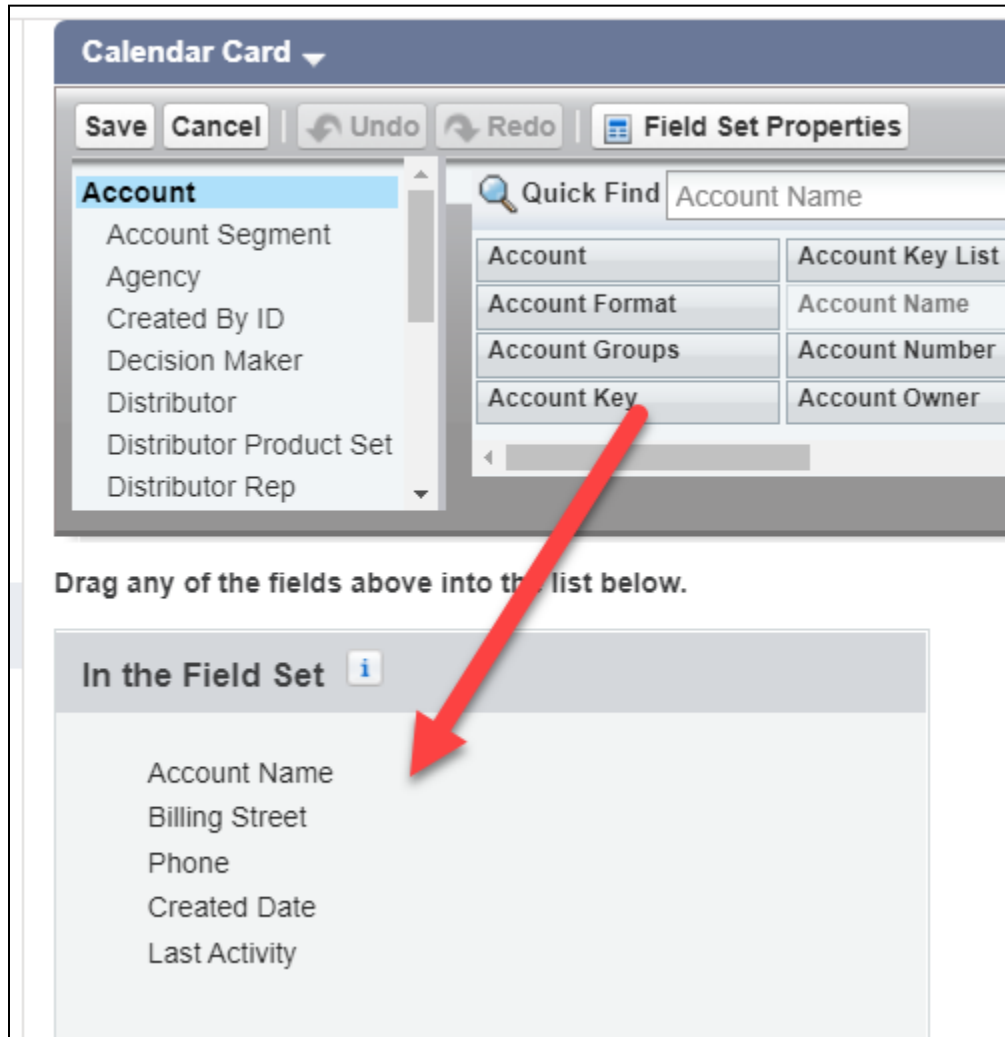 Calendar Card
Save Cancel Undo Redo Field Set Properties
Account
Account Segment
Agency
Created By ID
Decision Maker
Distributor
Distributor Product Set
Distributor Rep
Quick Find Account Name
Account Account Key List
Account Format Account Name
Account Groups Account Number
Account Key Account Owner
Drag any of the fields above into the list below.
In the Field Set i
Account Name
Billing Street
Phone
Created Date
Last Activity